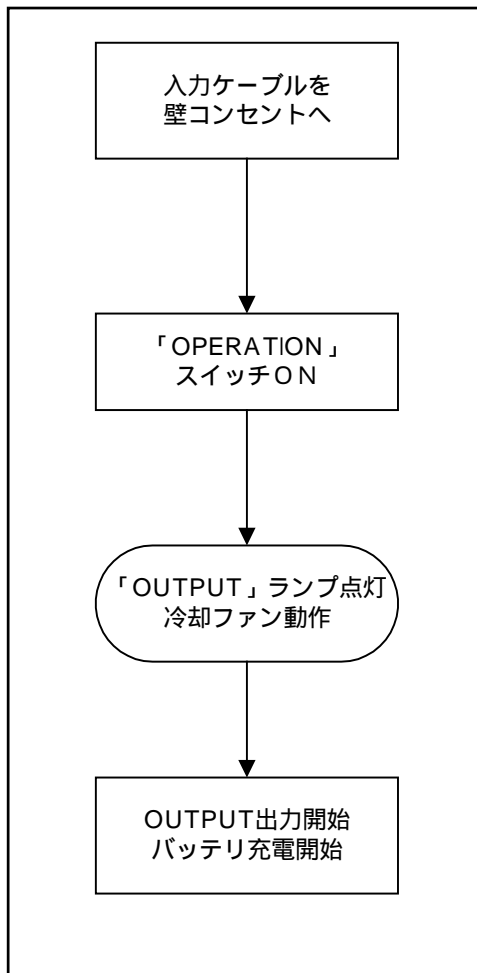 入力ケーブルを
壁コンセントへ
「OPERATION」
スイッチＯＮ
「OUTPUT」ランプ点灯
冷却ファン動作
OUTPUT出力開始
バッテリ充電開始